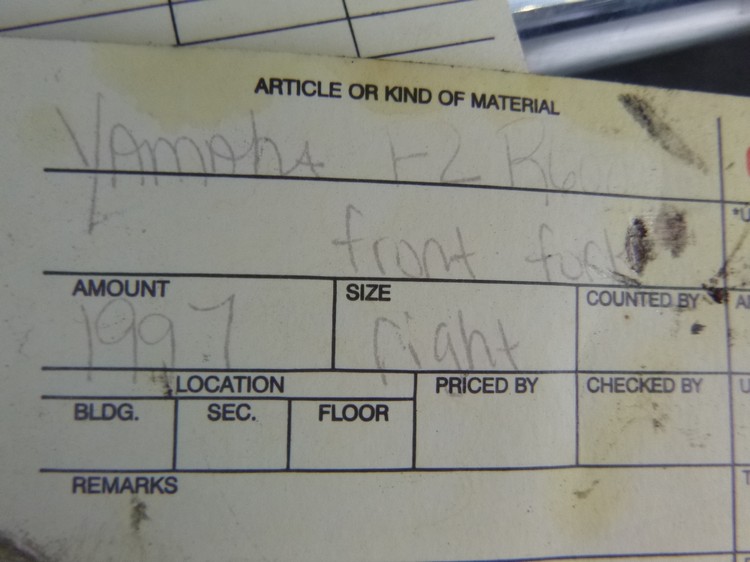 ARTICLE OR KIND OF MATERIAL
Yamaha FZ
front fork
AMOUNT SIZE COUNTED BY
1997 right
LOCATION PRICED BY CHECKED BY
BLDG. SEC. FLOOR
REMARKS